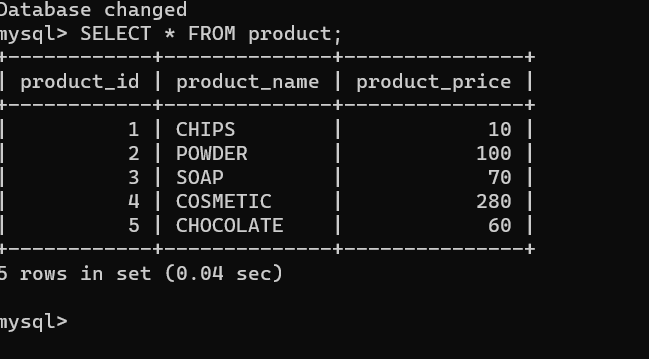 Database changed
mysql> SELECT * FROM product;
+------------+--------------+---------------+
| product_id | product_name | product_price |
+------------+--------------+---------------+
|          1 | CHIPS        |            10 |
|          2 | POWDER       |           100 |
|          3 | SOAP         |            70 |
|          4 | COSMETIC     |           280 |
|          5 | CHOCOLATE    |            60 |
+------------+--------------+---------------+
5 rows in set (0.04 sec)
mysql>